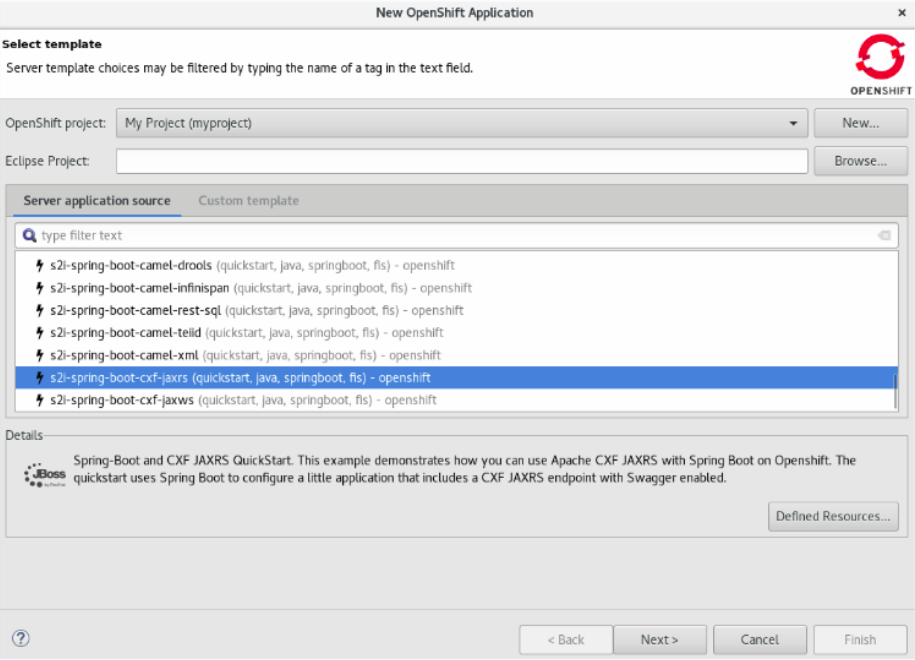 New OpenShift Application
×
Select template
Server template choices may be filtered by typing the name of a tag in the text field.
OPENSHIFT
OpenShift project: My Project (myproject) New...
Eclipse Project: Browse...
Server application source Custom template
type filter text
s2i-spring-boot-camel-drools (quickstart, java, springboot, fis) - openshift
s2i-spring-boot-camel-infinispan (quickstart, java, springboot, fis) - openshift
s2i-spring-boot-camel-rest-sql (quickstart, java, springboot, fis) - openshift
s2i-spring-boot-camel-teiid (quickstart, java, springboot, fis) - openshift
s2i-spring-boot-camel-xml (quickstart, java, springboot, fis) - openshift
s2i-spring-boot-cxf-jaxrs (quickstart, java, springboot, fis) - openshift
s2i-spring-boot-cxf-jaxws (quickstart, java, springboot, fis) - openshift
Details
JBoss
by Red Hat
Spring-Boot and CXF JAXRS QuickStart. This example demonstrates how you can use Apache CXF JAXRS with Spring Boot on Openshift. The
quickstart uses Spring Boot to configure a little application that includes a CXF JAXRS endpoint with Swagger enabled.
Defined Resources...
? < Back Next > Cancel Finish